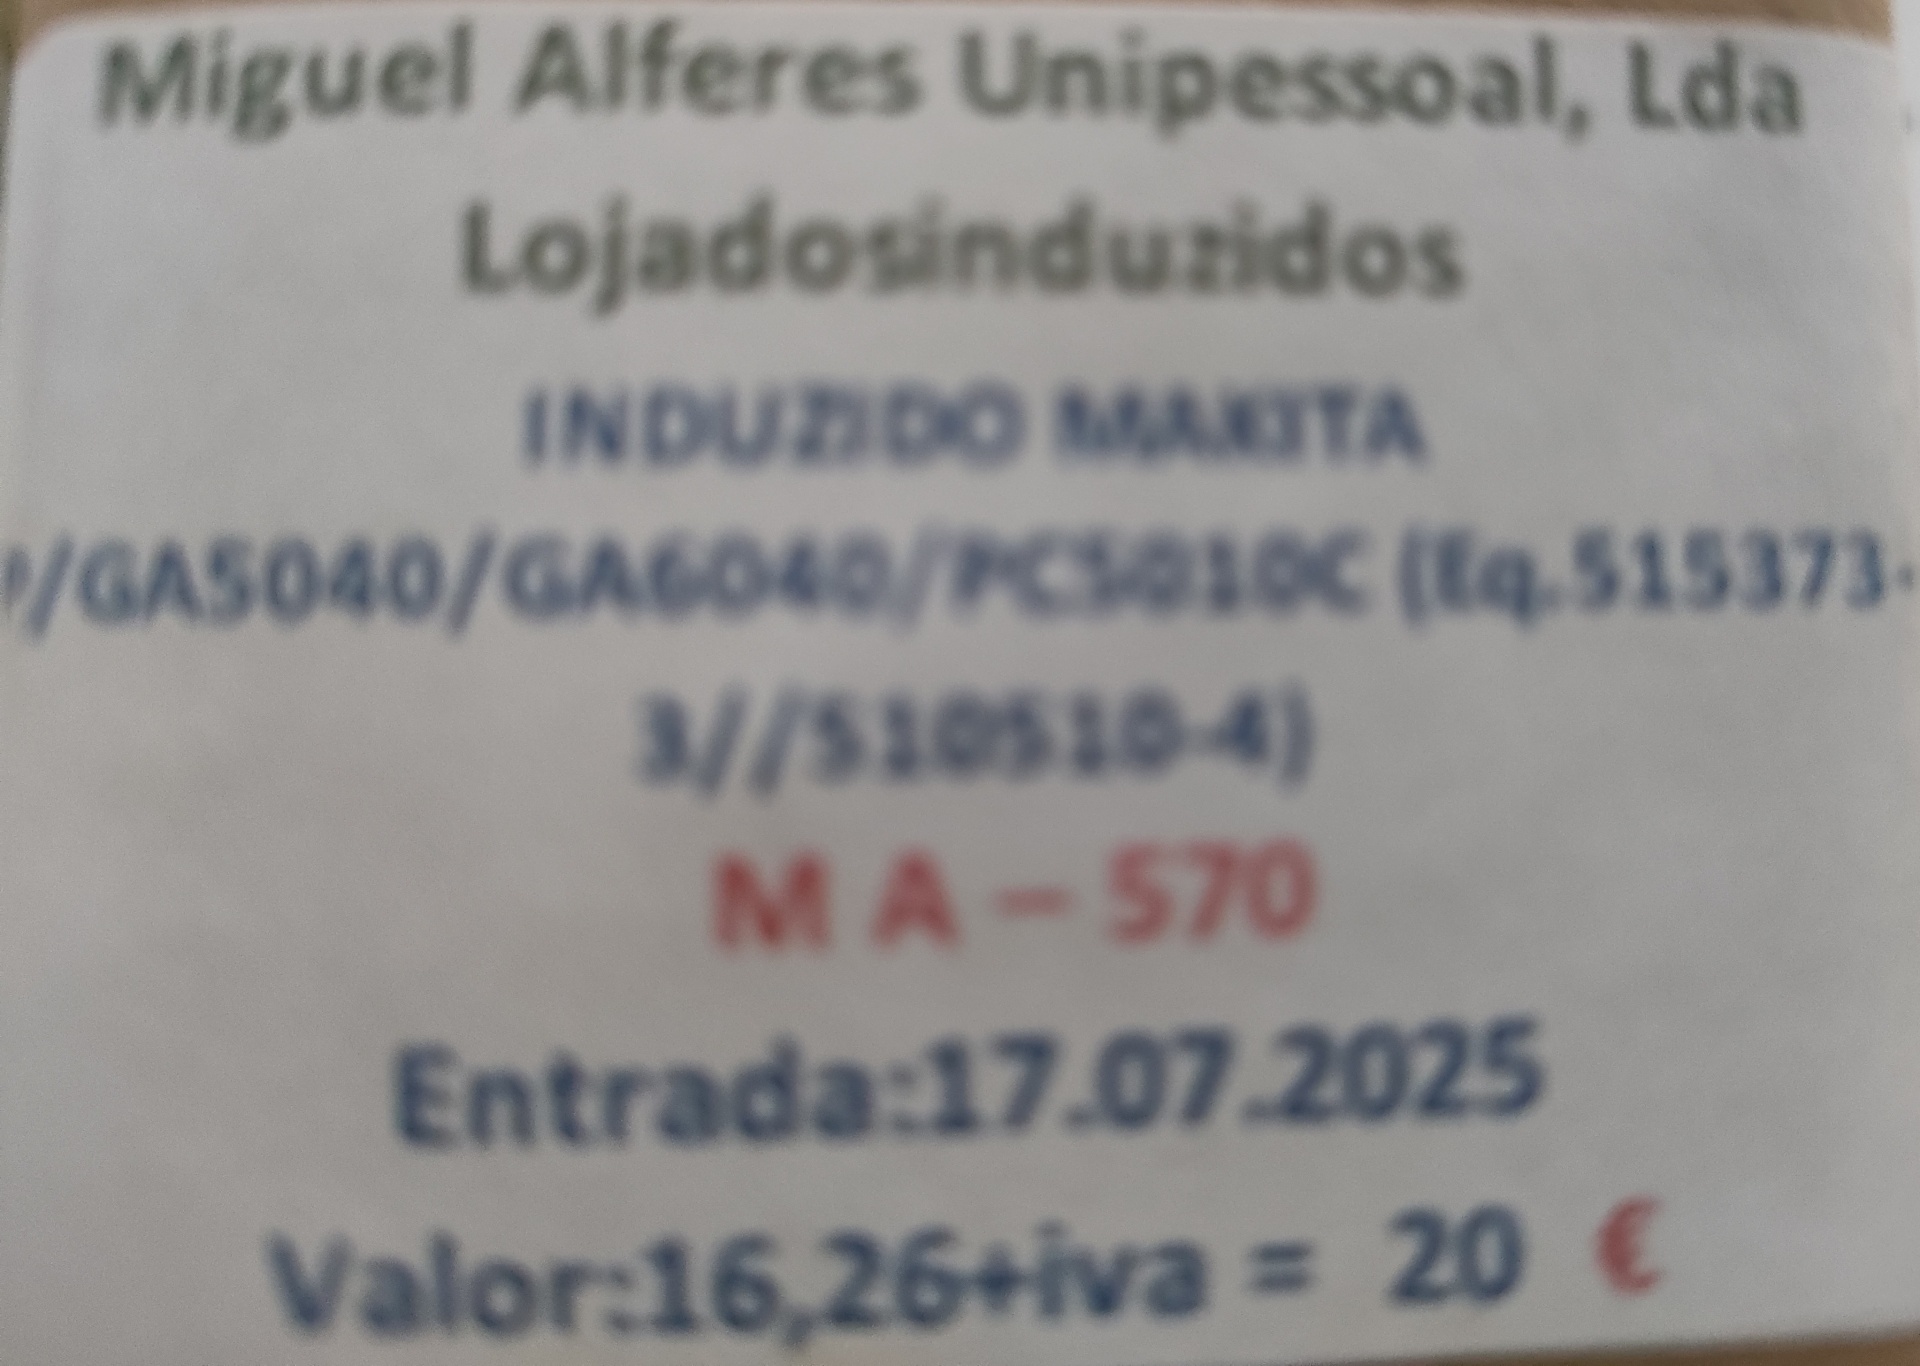 Miguel Alferes Unipessoal, Lda
Lojadosinduzidos
INDUZIDO MAKITA
/GA5040/GA6040/PC5010C (Eq.515373-
3//510510-4)
M A – 570
Entrada:17.07.2025
Valor:16,26+iva = 20 €